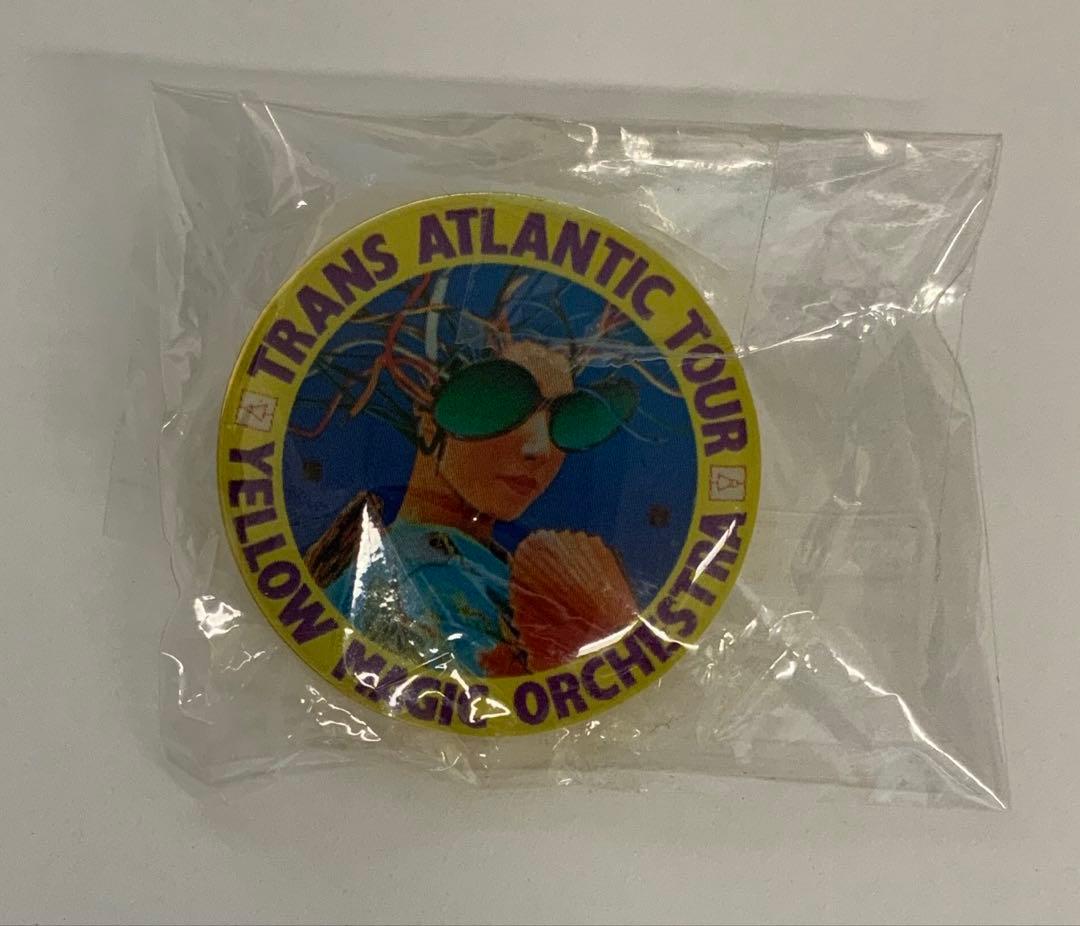 TRANS ATLANTIC TOUR
YELLOW MAGIC ORCHESTRA